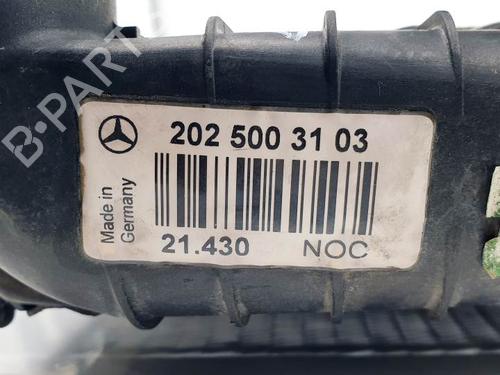 B-PARTS
202 500 31 03
Made in
Germany
21.430 NOC